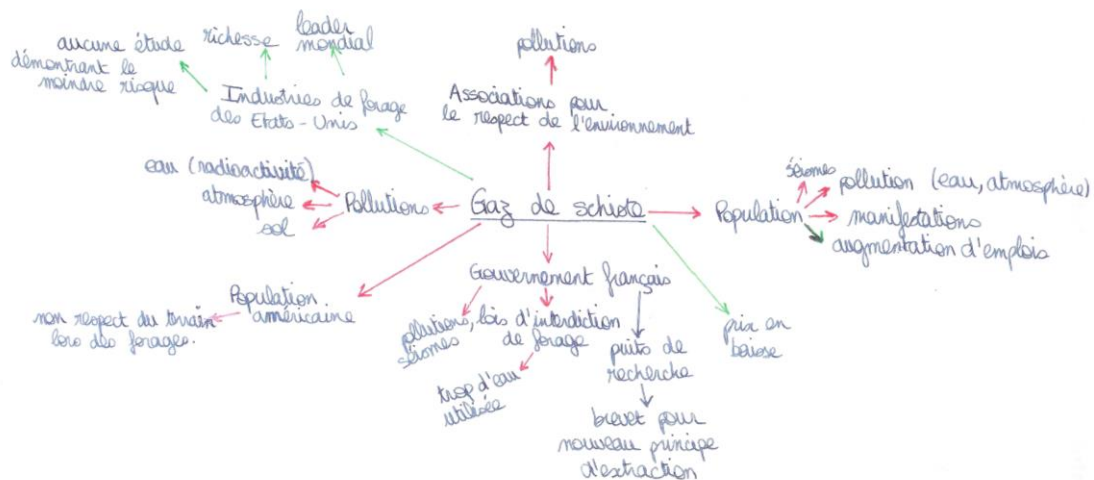 aucune étude
démontrant le
moindre risque
richesse
leader
mondial
Industries de forage
des Etats-Unis
pollutions
Associations pour
le respect de l'environnement
eau (radioactivité)
atmosphère
sol
Pollutions
Gaz de schiste
Population
séismes
pollution (eau, atmosphère)
manifestations
augmentation d'emplois
Population
américaine
non respect du terrain
lors des forages.
Gouvernement français
pollutions,
séismes
lois d'interdiction
de forage
trop d'eau
utilisée
puits de
recherche
brevet pour
nouveau principe
d'extraction
prix en
baisse